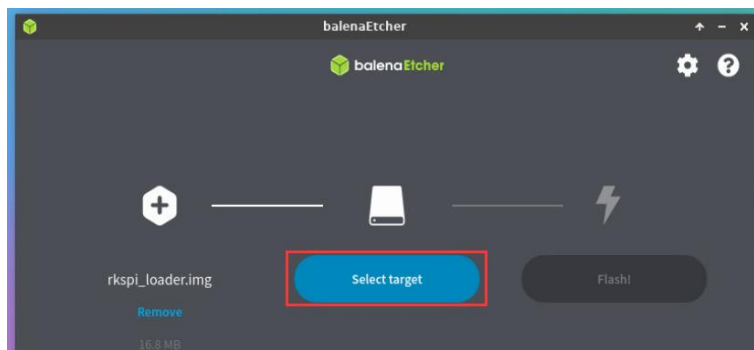 balenaEtcher
balenaEtcher
rkspi_loader.img
Select target
Flash!
Remove
16.8 MB